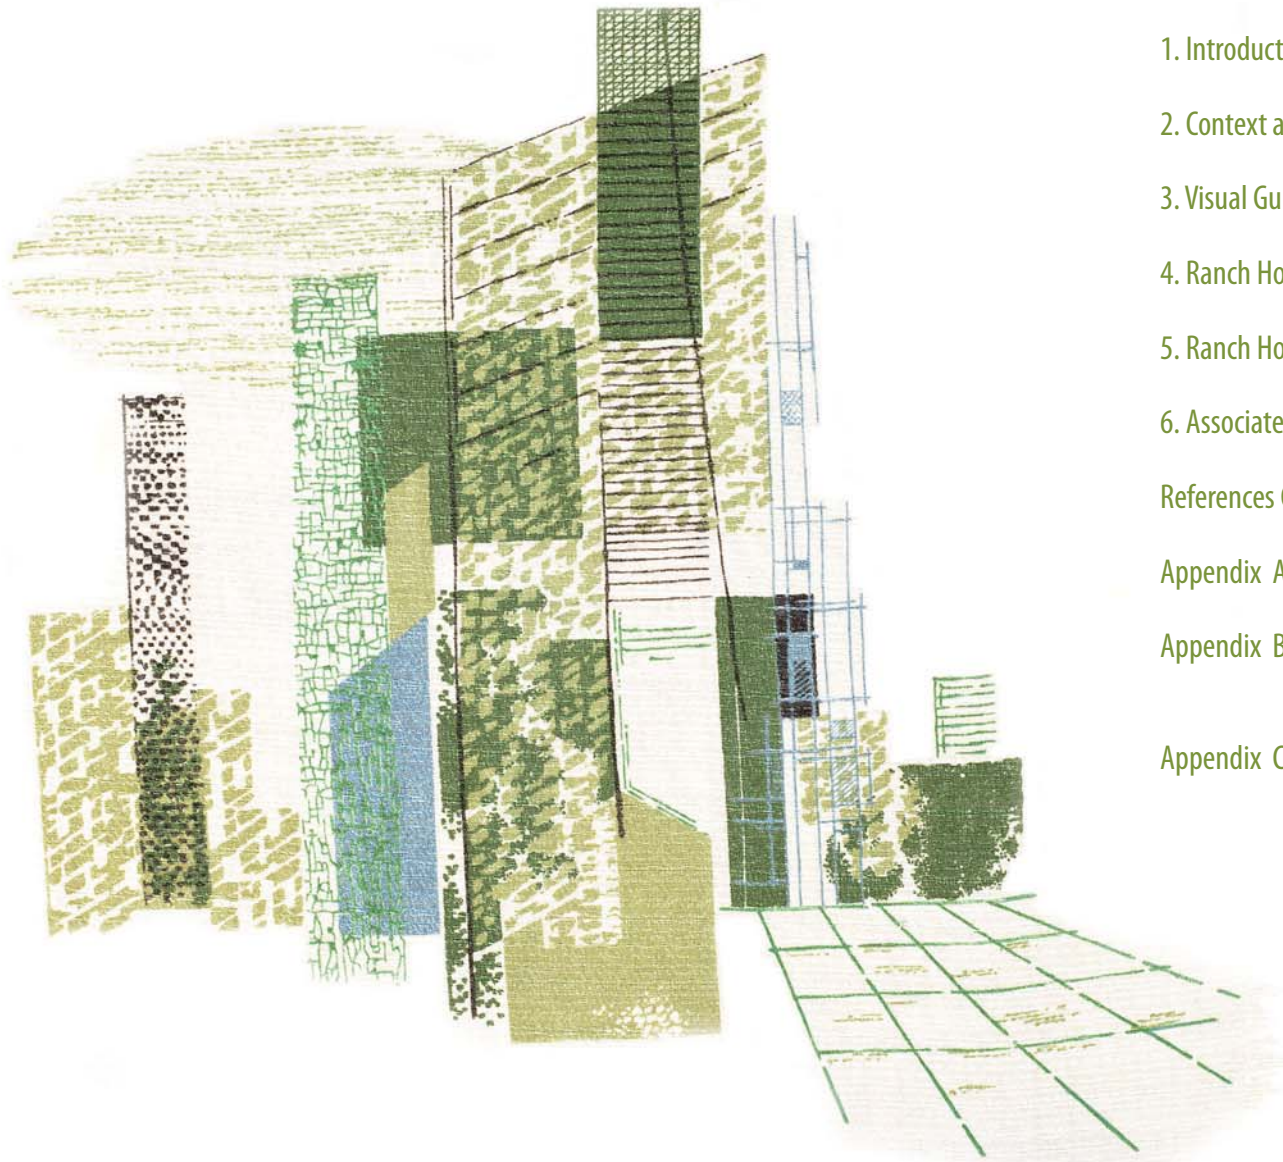 1. Introduct
2. Context a
3. Visual Gu
4. Ranch Ho
5. Ranch Ho
6. Associate
References
Appendix A
Appendix B
Appendix C